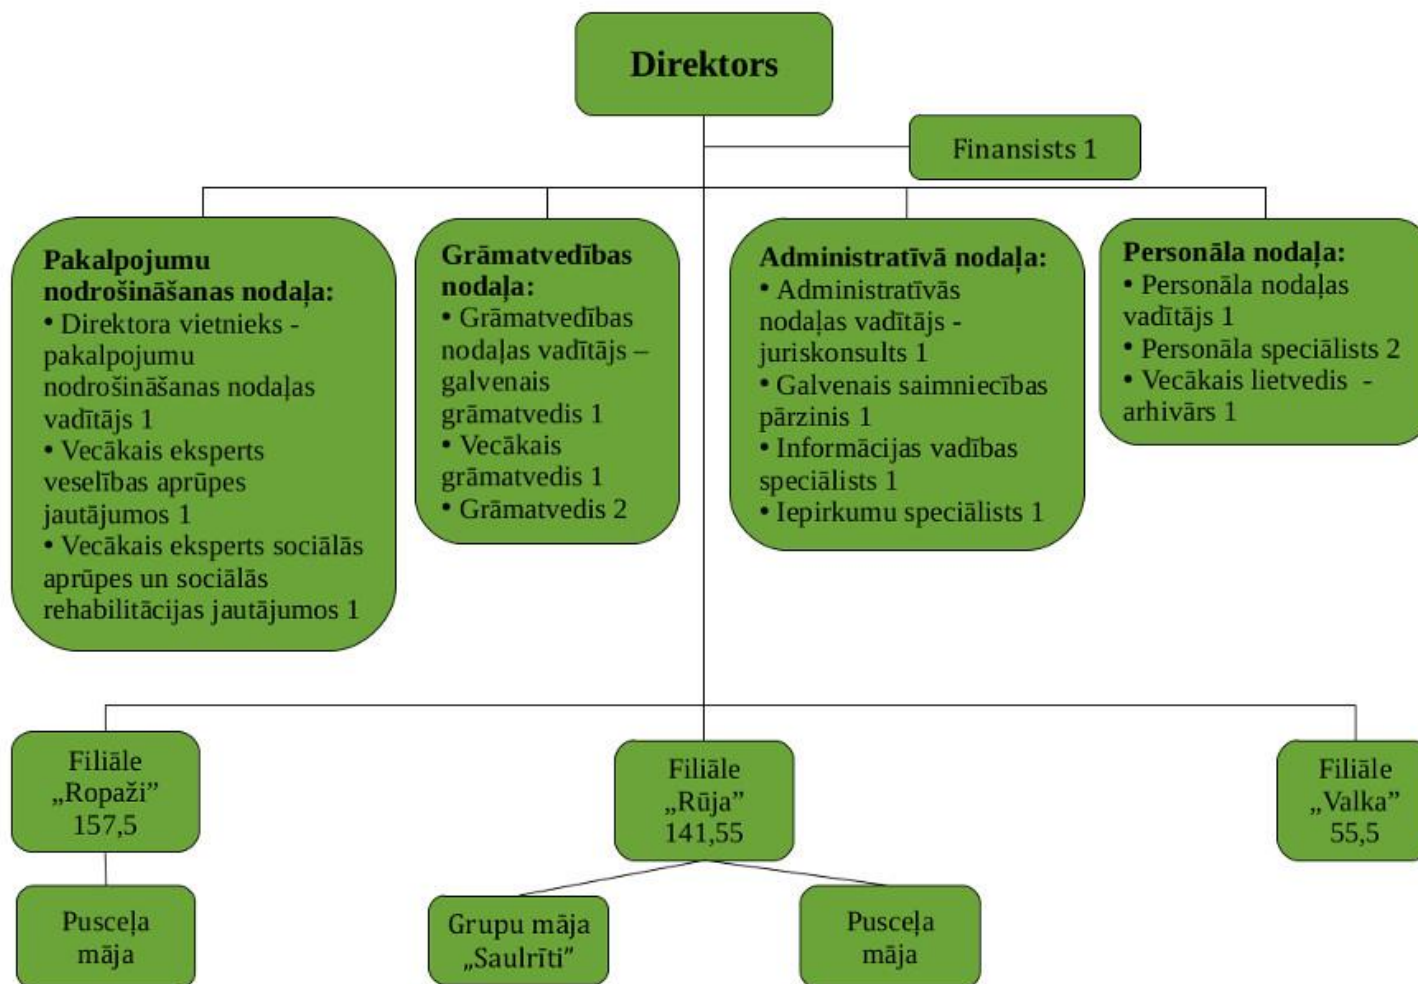 Direktors
Finansists 1
Pakalpojumu
nodrošināšanas nodaļa:
• Direktora vietnieks -
pakalpojumu
nodrošināšanas nodaļas
vadītājs 1
• Vecākais eksperts
veselības aprūpes
jautājumos 1
• Vecākais eksperts sociālās
aprūpes un sociālās
rehabilitācijas jautājumos 1
Grāmatvedības
nodaļa:
• Grāmatvedības
nodaļas vadītājs –
galvenais
grāmatvedis 1
• Vecākais
grāmatvedis 1
• Grāmatvedis 2
Administratīvā nodaļa:
• Administratīvās
nodaļas vadītājs -
juriskonsults 1
• Galvenais saimniecības
pārzinis 1
• Informācijas vadības
speciālists 1
• Iepirkumu speciālists 1
Personāla nodaļa:
• Personāla nodaļas
vadītājs 1
• Personāla speciālists 2
• Vecākais lietvedis -
arhivārs 1
Filiāle
„Ropaži”
157,5
Filiāle
„Rūja”
141,55
Filiāle
„Valka”
55,5
Pusceļa
māja
Grupu māja
„Saulrīti”
Pusceļa
māja